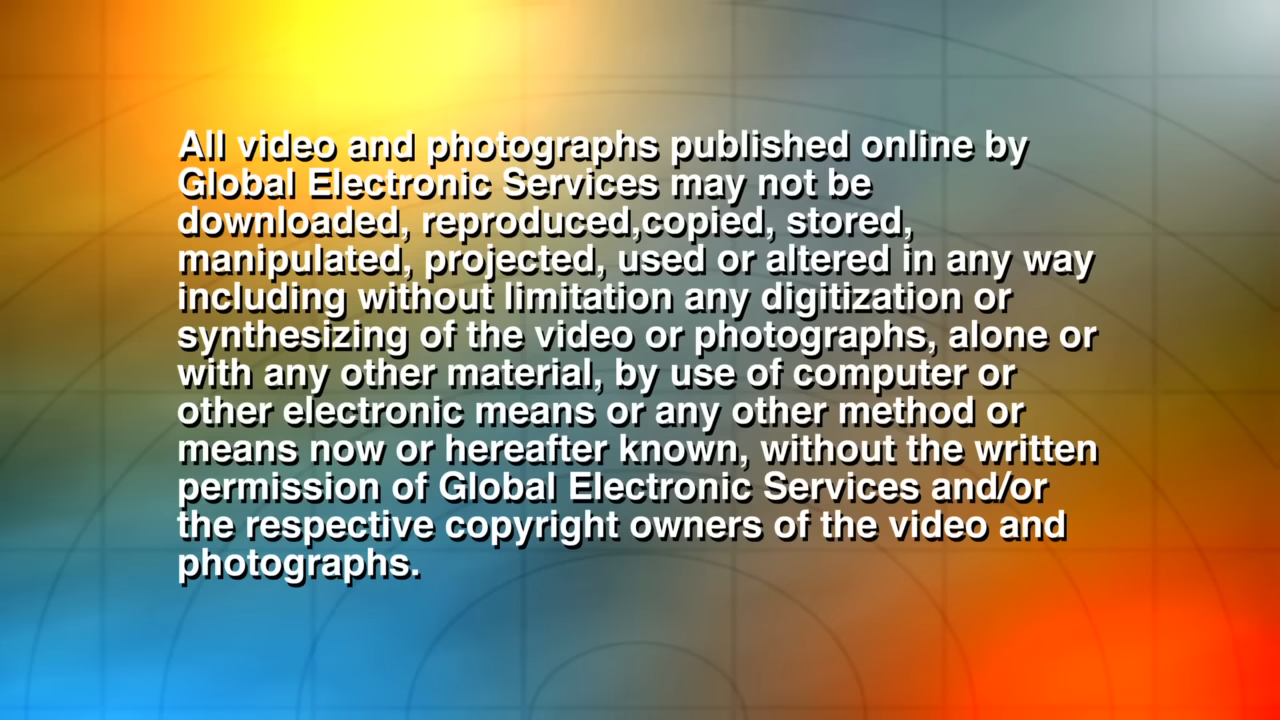 All video and photographs published online by
Global Electronic Services may not be
downloaded, reproduced,copied, stored,
manipulated, projected, used or altered in any way
including without limitation any digitization or
synthesizing of the video or photographs, alone or
with any other material, by use of computer or
other electronic means or any other method or
means now or hereafter known, without the written
permission of Global Electronic Services and/or
the respective copyright owners of the video and
photographs.